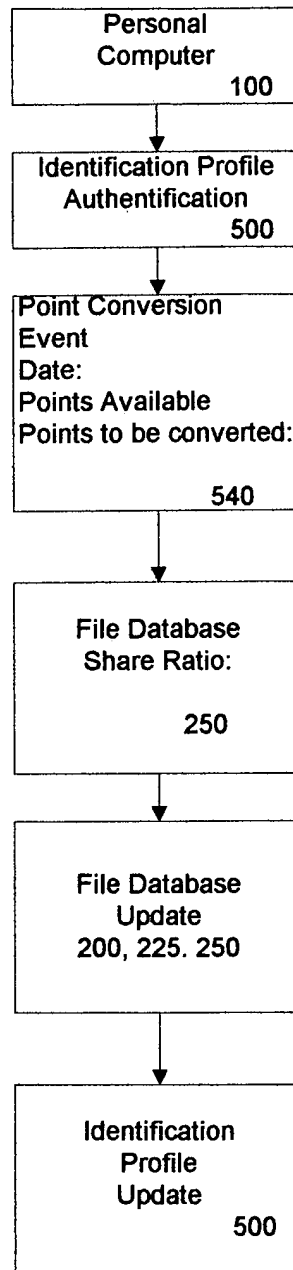 Personal
Computer
100
Identification Profile
Authentification
500
Point Conversion
Event
Date:
Points Available
Points to be converted:
540
File Database
Share Ratio:
250
File Database
Update
200, 225. 250
Identification
Profile
Update
500